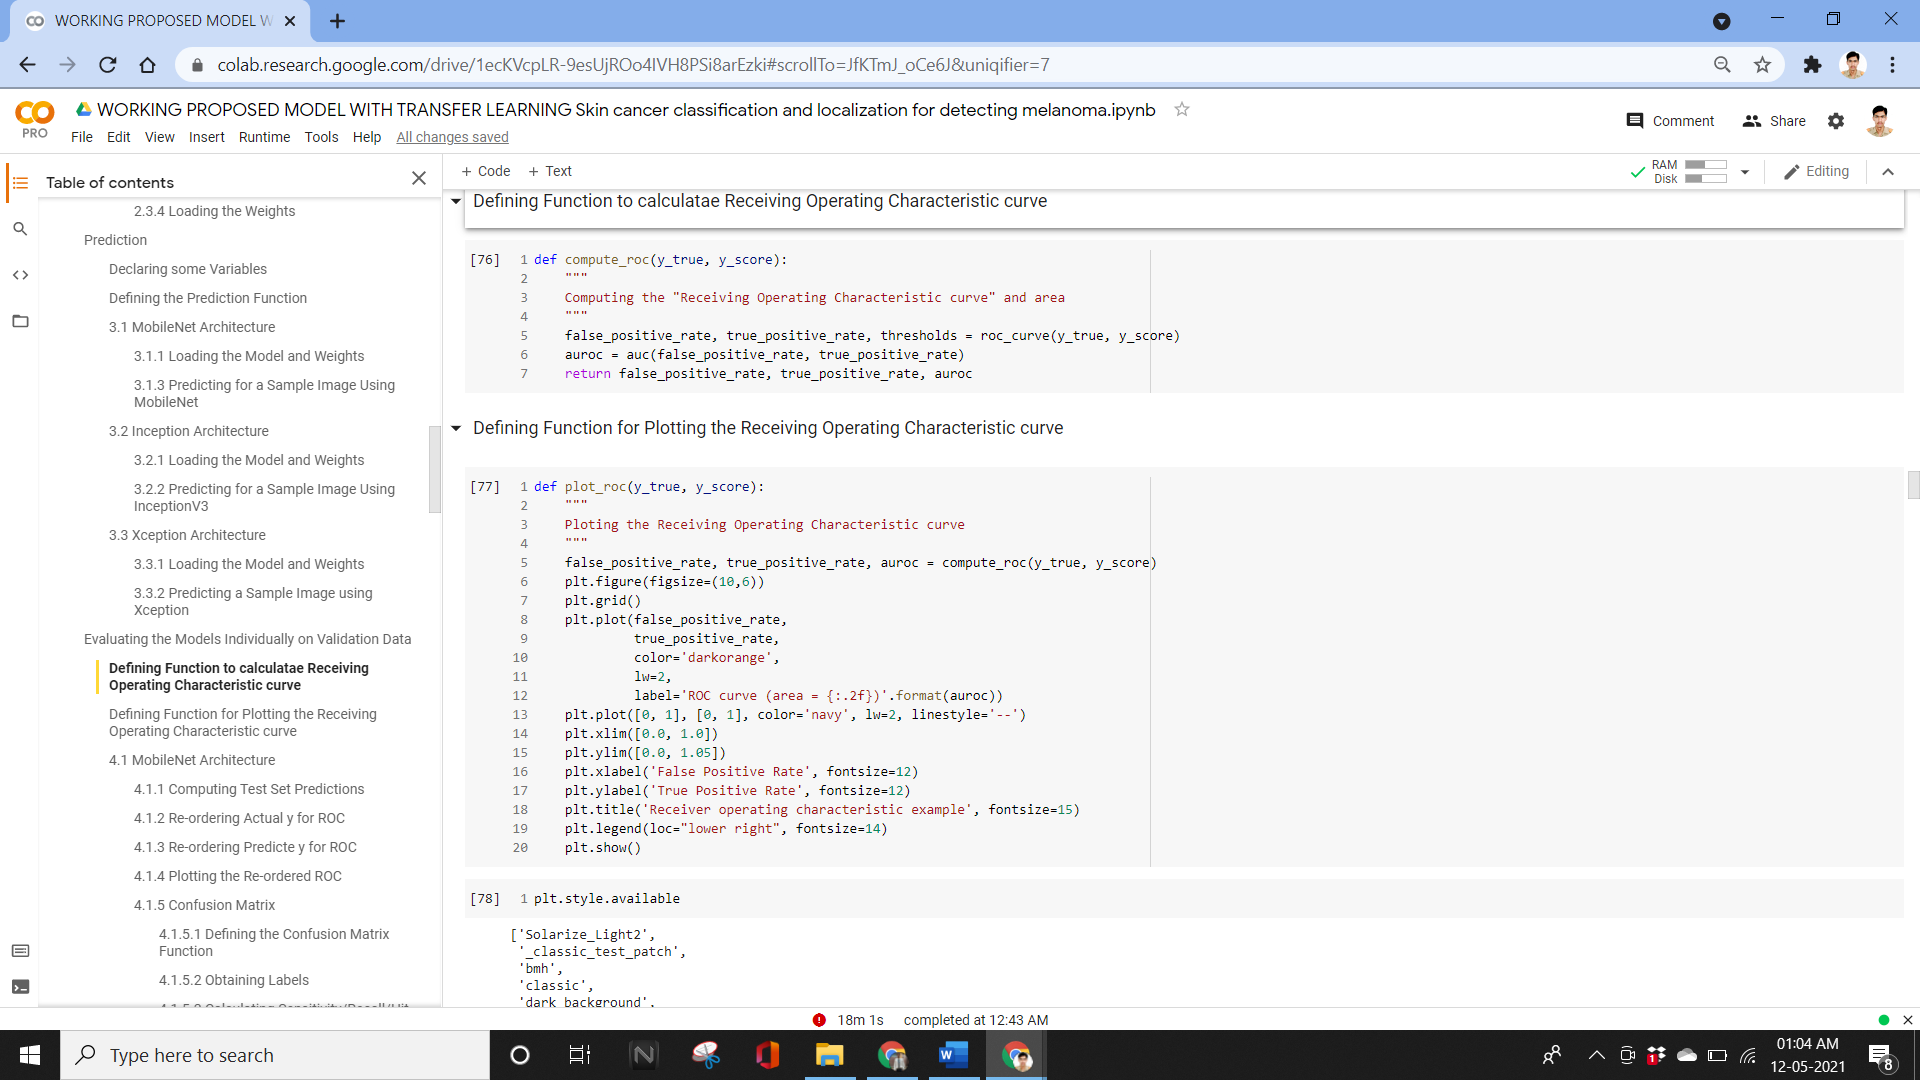 WORKING PROPOSED MODEL W
colab.research.google.com/drive/1ecKVcpLR-9esUjROo4IVH8PSi8arEzki#scrollTo=JfKTmJ_oCe6J&uniqifier=7
CO
PRO
WORKING PROPOSED MODEL WITH TRANSFER LEARNING Skin cancer classification and localization for detecting melanoma.ipynb
File Edit View Insert Runtime Tools Help All changes saved
Comment
Share
Table of contents
2.3.4 Loading the Weights
Prediction
Declaring some Variables
Defining the Prediction Function
3.1 MobileNet Architecture
3.1.1 Loading the Model and Weights
3.1.3 Predicting for a Sample Image Using
MobileNet
3.2 Inception Architecture
3.2.1 Loading the Model and Weights
3.2.2 Predicting for a Sample Image Using
InceptionV3
3.3 Xception Architecture
3.3.1 Loading the Model and Weights
3.3.2 Predicting a Sample Image using
Xception
Evaluating the Models Individually on Validation Data
Defining Function to calculatae Receiving
Operating Characteristic curve
Defining Function for Plotting the Receiving
Operating Characteristic curve
4.1 MobileNet Architecture
4.1.1 Computing Test Set Predictions
4.1.2 Re-ordering Actual y for ROC
4.1.3 Re-ordering Predicte y for ROC
4.1.4 Plotting the Re-ordered ROC
4.1.5 Confusion Matrix
4.1.5.1 Defining the Confusion Matrix
Function
4.1.5.2 Obtaining Labels
+ Code + Text
RAM
Disk
Editing
Defining Function to calculatae Receiving Operating Characteristic curve
[76] 1 def compute_roc(y_true, y_score):
2     """
3     Computing the "Receiving Operating Characteristic curve" and area
4     """
5     false_positive_rate, true_positive_rate, thresholds = roc_curve(y_true, y_score)
6     auroc = auc(false_positive_rate, true_positive_rate)
7     return false_positive_rate, true_positive_rate, auroc
Defining Function for Plotting the Receiving Operating Characteristic curve
[77] 1 def plot_roc(y_true, y_score):
2     """
3     Ploting the Receiving Operating Characteristic curve
4     """
5     false_positive_rate, true_positive_rate, auroc = compute_roc(y_true, y_score)
6     plt.figure(figsize=(10,6))
7     plt.grid()
8     plt.plot(false_positive_rate,
9              true_positive_rate,
10             color='darkorange',
11             lw=2,
12             label='ROC curve (area = {:.2f})'.format(auroc))
13    plt.plot([0, 1], [0, 1], color='navy', lw=2, linestyle='--')
14    plt.xlim([0.0, 1.0])
15    plt.ylim([0.0, 1.05])
16    plt.xlabel('False Positive Rate', fontsize=12)
17    plt.ylabel('True Positive Rate', fontsize=12)
18    plt.title('Receiver operating characteristic example', fontsize=15)
19    plt.legend(loc="lower right", fontsize=14)
20    plt.show()
[78] 1 plt.style.available
['Solarize_Light2',
'_classic_test_patch',
'bmh',
'classic',
'dark_background',
18m 1s completed at 12:43 AM
Type here to search
01:04 AM
12-05-2021
8